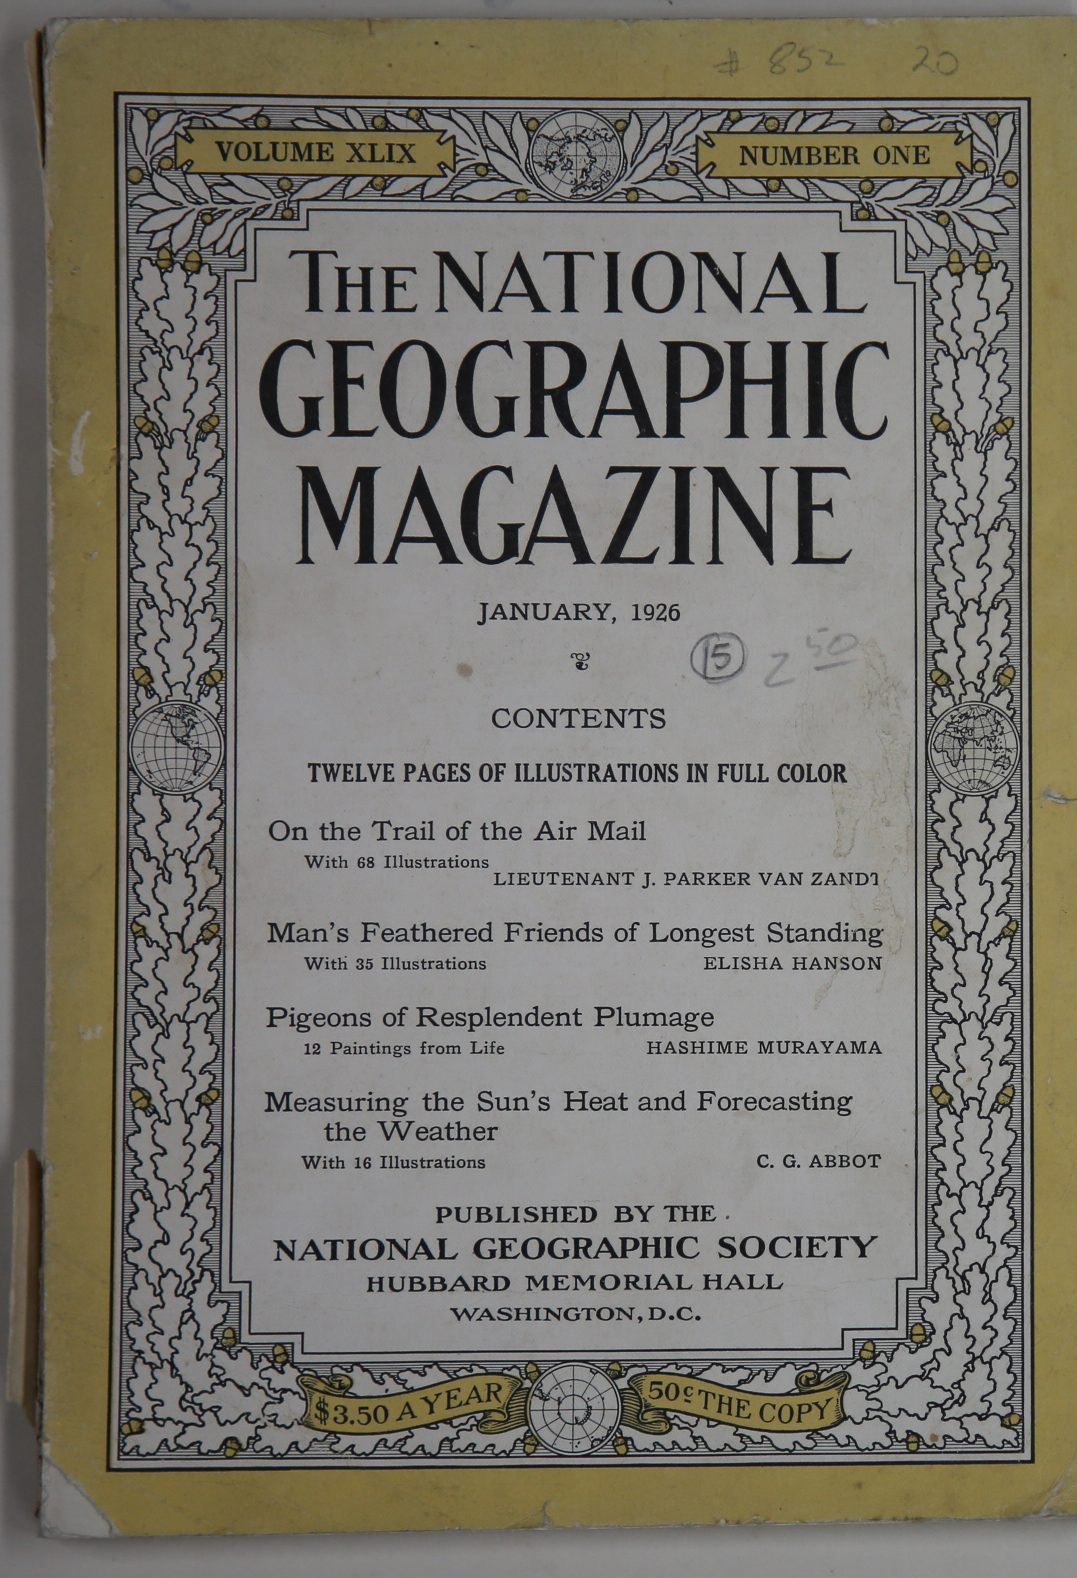 # 852 20
VOLUME XLIX NUMBER ONE
THE NATIONAL
GEOGRAPHIC
MAGAZINE
JANUARY, 1926
15 2 50
CONTENTS
TWELVE PAGES OF ILLUSTRATIONS IN FULL COLOR
On the Trail of the Air Mail
With 68 Illustrations
LIEUTENANT J. PARKER VAN ZANDT
Man's Feathered Friends of Longest Standing
With 35 Illustrations ELISHA HANSON
Pigeons of Resplendent Plumage
12 Paintings from Life HASHIME MURAYAMA
Measuring the Sun's Heat and Forecasting
the Weather
With 16 Illustrations C. G. ABBOT
PUBLISHED BY THE
NATIONAL GEOGRAPHIC SOCIETY
HUBBARD MEMORIAL HALL
WASHINGTON, D.C.
$3.50 A YEAR 50c THE COPY